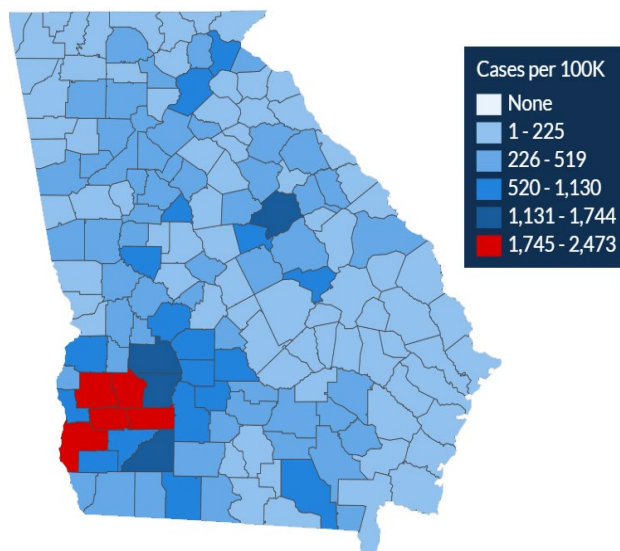 Cases per 100K
None
1 - 225
226 - 519
520 - 1,130
1,131 - 1,744
1,745 - 2,473